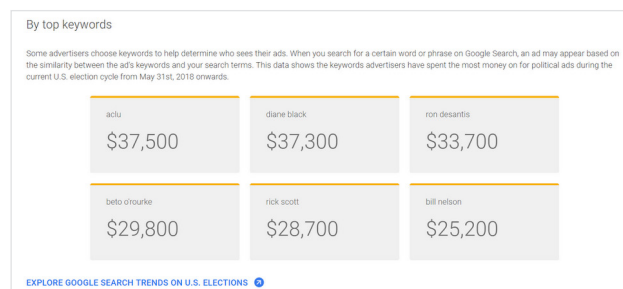 By top keywords
Some advertisers choose keywords to help determine who sees their ads. When you search for a certain word or phrase on Google Search, an ad may appear based on
the similarity between the ad's keywords and your search terms. This data shows the keywords advertisers have spent the most money on for political ads during the
current U.S. election cycle from May 31st, 2018 onwards.
aclu
$37,500
diane black
$37,300
ron desantis
$33,700
beto o'rourke
$29,800
rick scott
$28,700
bill nelson
$25,200
EXPLORE GOOGLE SEARCH TRENDS ON U.S. ELECTIONS